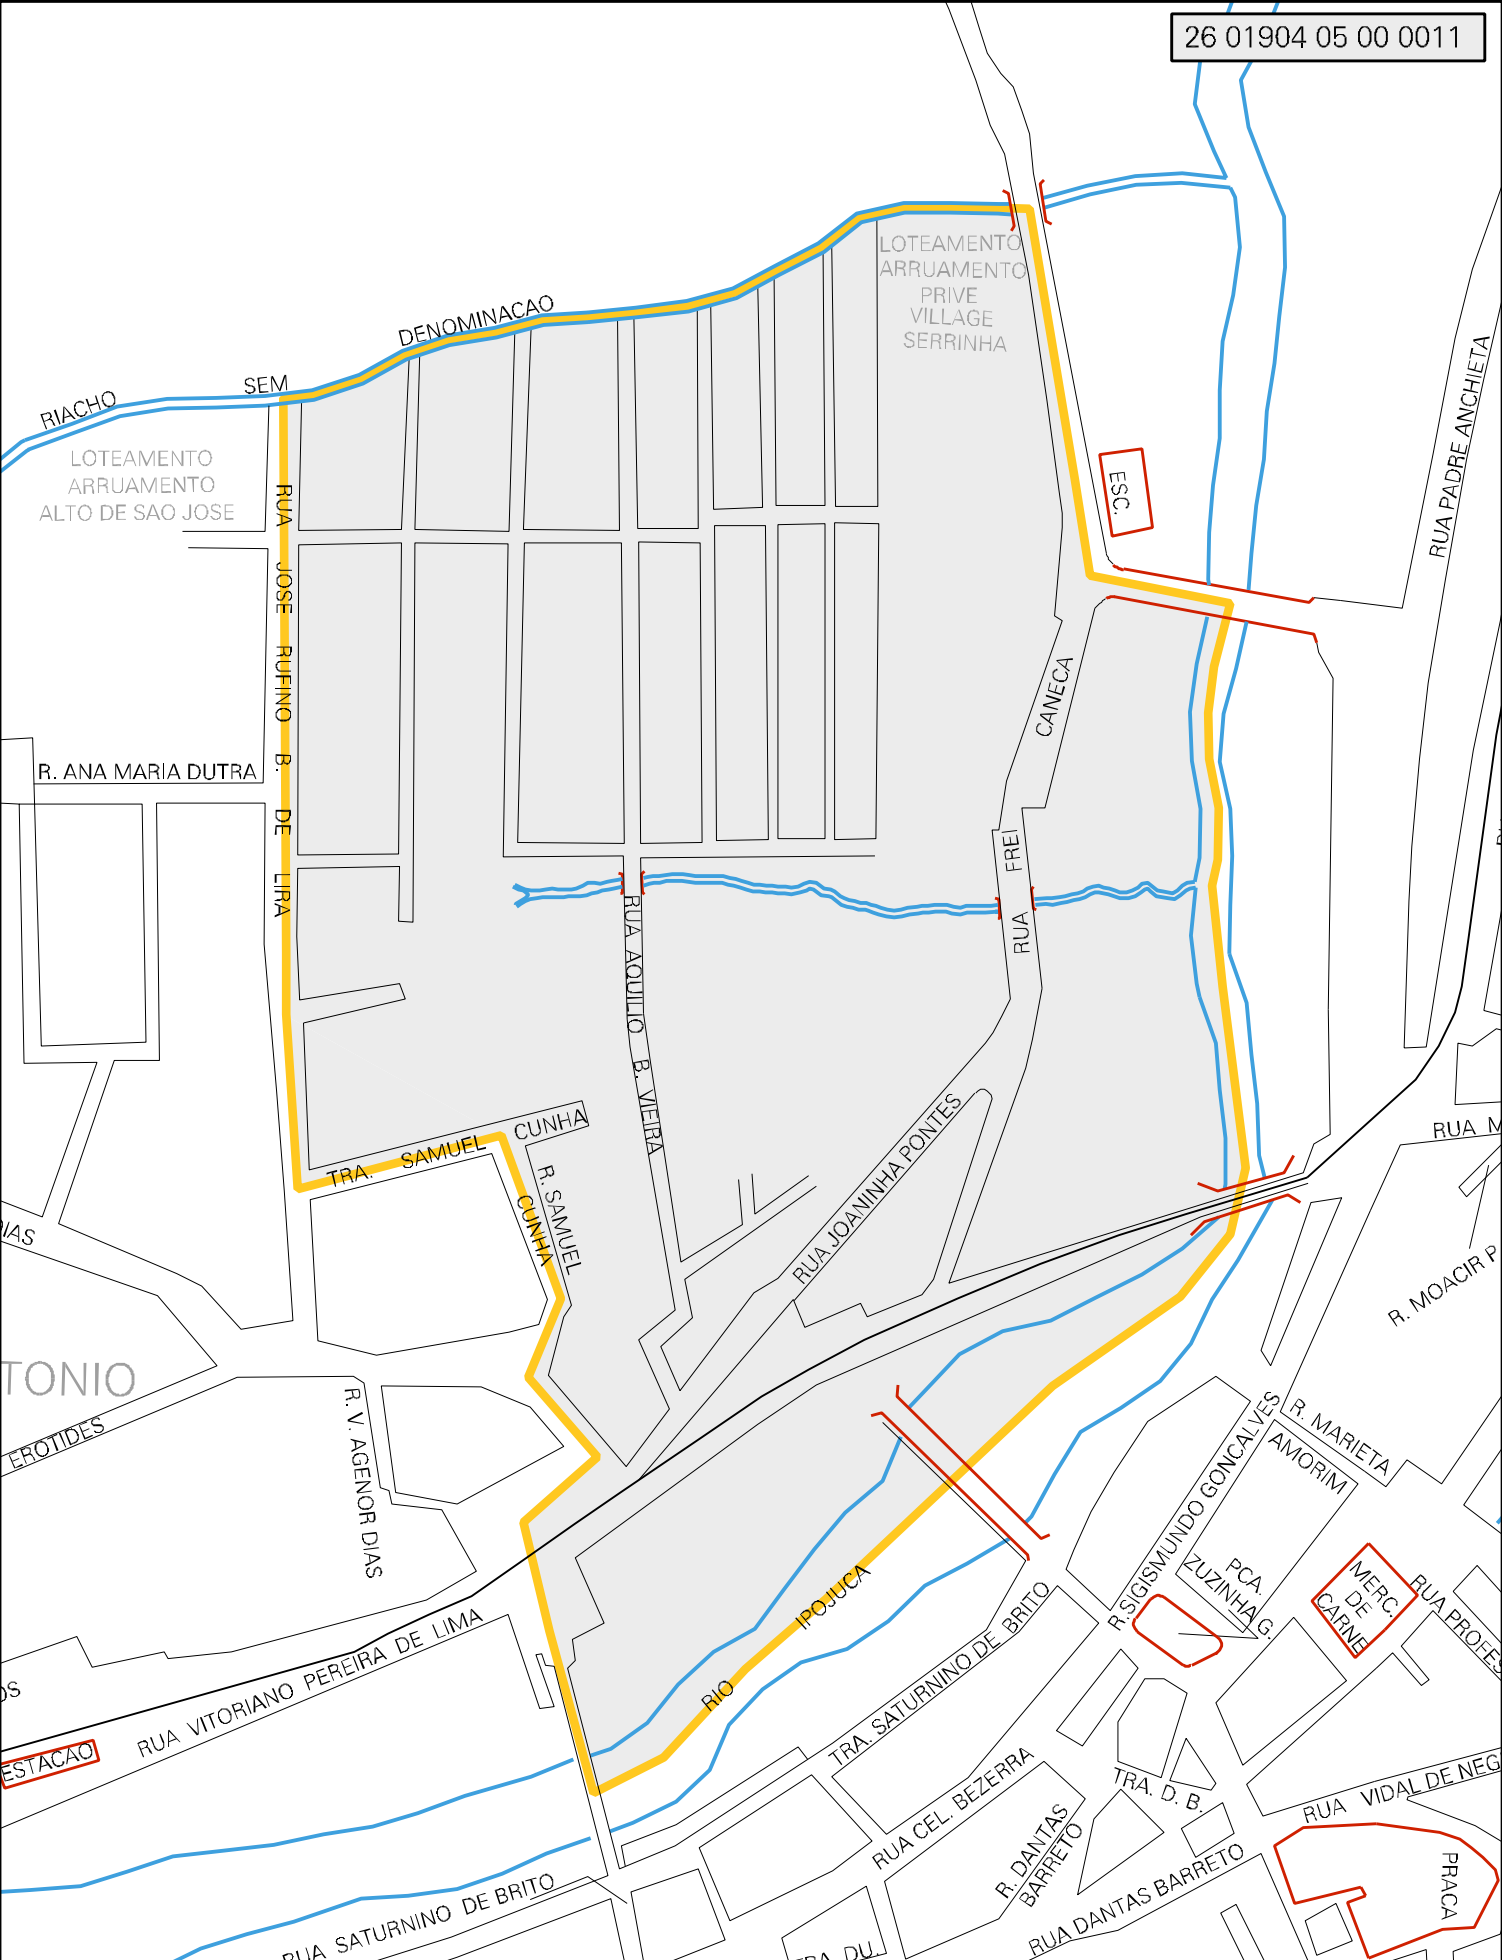 26 01904 05 00 0011
LOTEAMENTO
ARRUAMENTO
PRIVE
VILLAGE
SERRINHA
RIACHO SEM DENOMINACAO
LOTEAMENTO
ARRUAMENTO
ALTO DE SAO JOSE
RUA JOSE RUFINO B. DE LIRA
ESC.
RUA PADRE ANCHIETA
R. ANA MARIA DUTRA
RUA FREI CANECA
RUA AQUILIO B. VIEIRA
RUA JOANINHA PONTES
TRA. SAMUEL CUNHA
R. SAMUEL
CUNHA
RUA M
IAS
R. MOACIR P
TONIO
EROTIDES
R. V. AGENOR DIAS
R. MARIETA
AMORIM
R.SIGISMUNDO GONCALVES
PCA.
ZUZINHA G.
MERC.
DE
CARNE
RUA PROFES
RIO IPOJUCA
OS
RUA VITORIANO PEREIRA DE LIMA
ESTACAO
TRA. SATURNINO DE BRITO
RUA CEL. BEZERRA
TRA. D. B.
RUA VIDAL DE NEG
R. DANTAS
BARRETO
RUA DANTAS BARRETO
PRACA
RUA SATURNINO DE BRITO
RA DU.